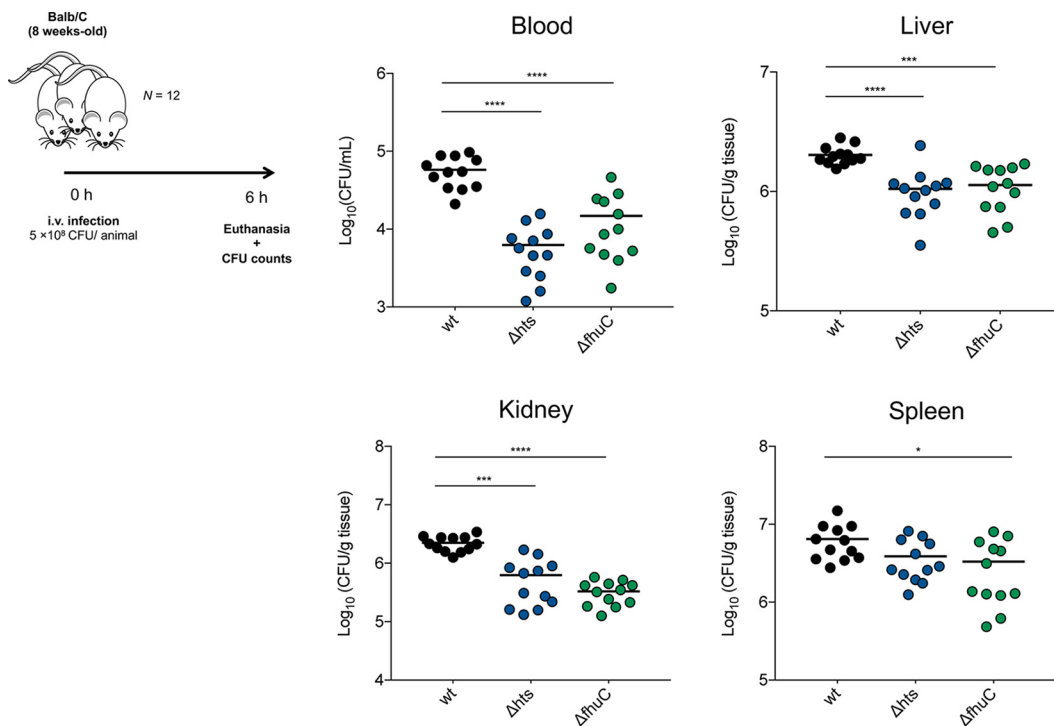 Balb/C
(8 weeks-old)
N = 12
0 h
6 h
i.v. infection
5 ×10⁸ CFU/ animal
Euthanasia
+
CFU counts
Blood
Log₁₀(CFU/mL)
6
5
4
3
****
****
wt
Δhts
ΔfhuC
Liver
Log₁₀ (CFU/g tissue)
7
6
5
***
****
wt
Δhts
ΔfhuC
Kidney
Log₁₀ (CFU/g tissue)
8
7
6
5
4
****
***
wt
Δhts
ΔfhuC
Spleen
Log₁₀ (CFU/g tissue)
8
7
6
5
*
wt
Δhts
ΔfhuC